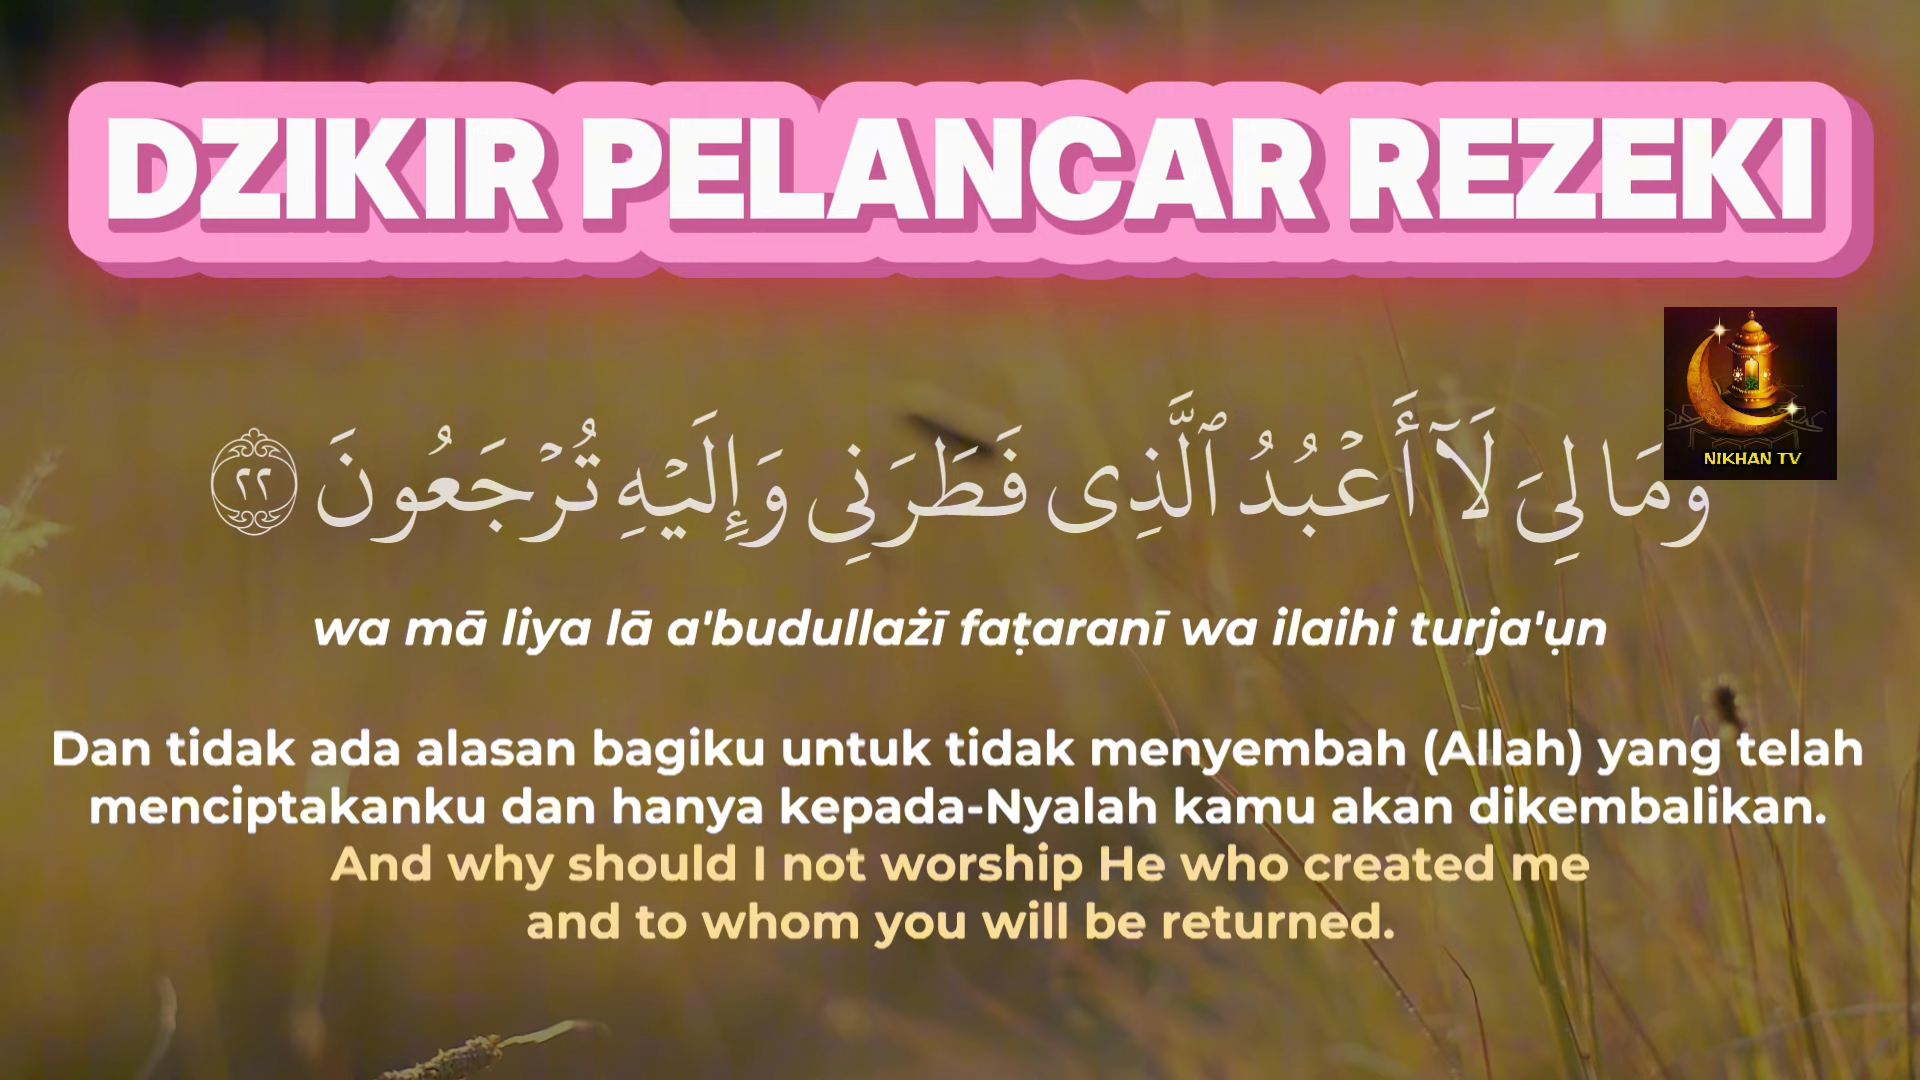 DZIKIR PELANCAR REZEKI
NIKHAN TV
وَمَا لِىَ لَآ أَعْبُدُ ٱلَّذِى فَطَرَنِى وَإِلَيْهِ تُرْجَعُونَ ٢٢
wa mā liya lā a'budullażī faṭaranī wa ilaihi turja'ụn
Dan tidak ada alasan bagiku untuk tidak menyembah (Allah) yang telah
menciptakanku dan hanya kepada-Nyalah kamu akan dikembalikan.
And why should I not worship He who created me
and to whom you will be returned.